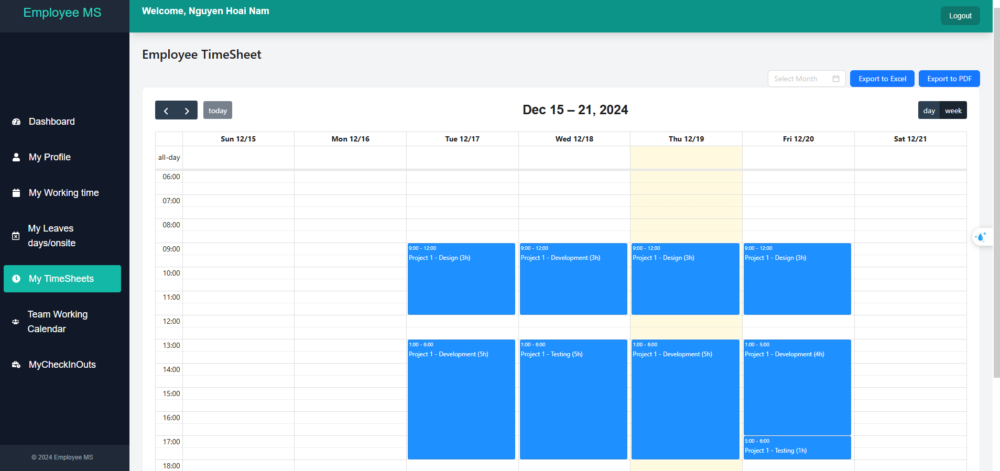 Employee MS
Welcome, Nguyen Hoai Nam
Logout
Dashboard
My Profile
My Working time
My Leaves
days/onsite
My TimeSheets
Team Working
Calendar
MyCheckInOuts
© 2024 Employee MS
Employee TimeSheet
Select Month
Export to Excel
Export to PDF
today
Dec 15 – 21, 2024
day week
Sun 12/15 Mon 12/16 Tue 12/17 Wed 12/18 Thu 12/19 Fri 12/20 Sat 12/21
all-day
06:00
07:00
08:00
09:00
9:00 - 12:00 9:00 - 12:00 9:00 - 12:00 9:00 - 12:00
Project 1 - Design (3h) Project 1 - Development (3h) Project 1 - Design (3h) Project 1 - Design (3h)
10:00
11:00
12:00
13:00
1:00 - 6:00 1:00 - 6:00 1:00 - 6:00 1:00 - 5:00
Project 1 - Development (5h) Project 1 - Testing (5h) Project 1 - Development (5h) Project 1 - Development (4h)
14:00
15:00
16:00
17:00
5:00 - 6:00
Project 1 - Testing (1h)
18:00